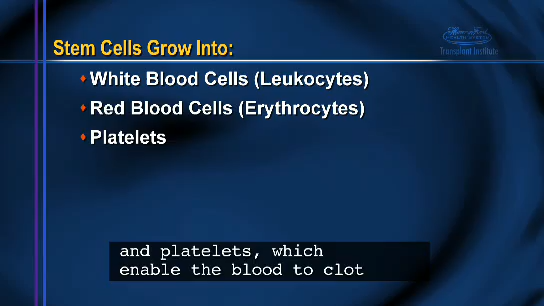 Stem Cells Grow Into:
Transplant Institute
White Blood Cells (Leukocytes)
Red Blood Cells (Erythrocytes)
Platelets
and platelets, which
enable the blood to clot